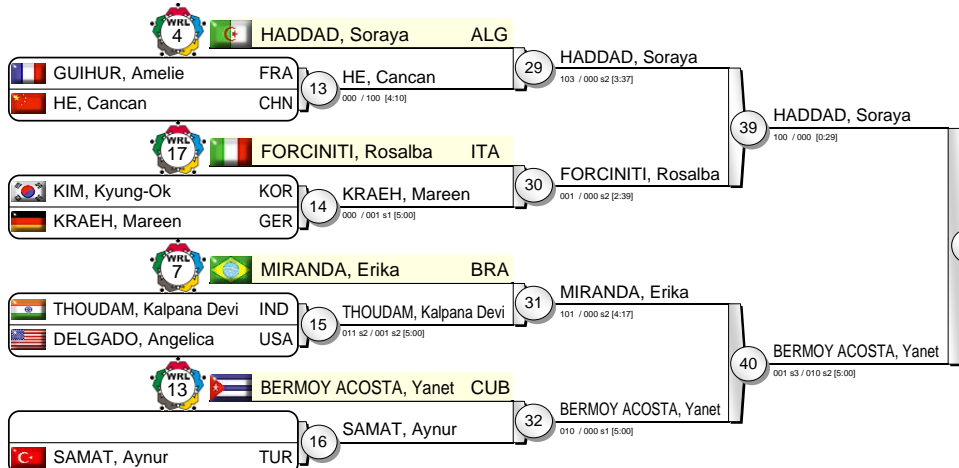 WRL
4
HADDAD, Soraya ALG
GUIHUR, Amelie FRA
HE, Cancan CHN
13
HE, Cancan
000 / 100 [4:10]
29
HADDAD, Soraya
103 / 000 s2 [3:37]
WRL
17
FORCINITI, Rosalba ITA
KIM, Kyung-Ok KOR
KRAEH, Mareen GER
14
KRAEH, Mareen
000 / 001 s1 [5:00]
30
FORCINITI, Rosalba
001 / 000 s2 [2:39]
39
HADDAD, Soraya
100 / 000 [0:29]
WRL
7
MIRANDA, Erika BRA
THOUDAM, Kalpana Devi IND
DELGADO, Angelica USA
15
THOUDAM, Kalpana Devi
011 s2 / 001 s2 [5:00]
31
MIRANDA, Erika
101 / 000 s2 [4:17]
WRL
13
BERMOY ACOSTA, Yanet CUB
SAMAT, Aynur TUR
16
SAMAT, Aynur
32
BERMOY ACOSTA, Yanet
010 / 000 s1 [5:00]
40
BERMOY ACOSTA, Yanet
001 s3 / 010 s2 [5:00]